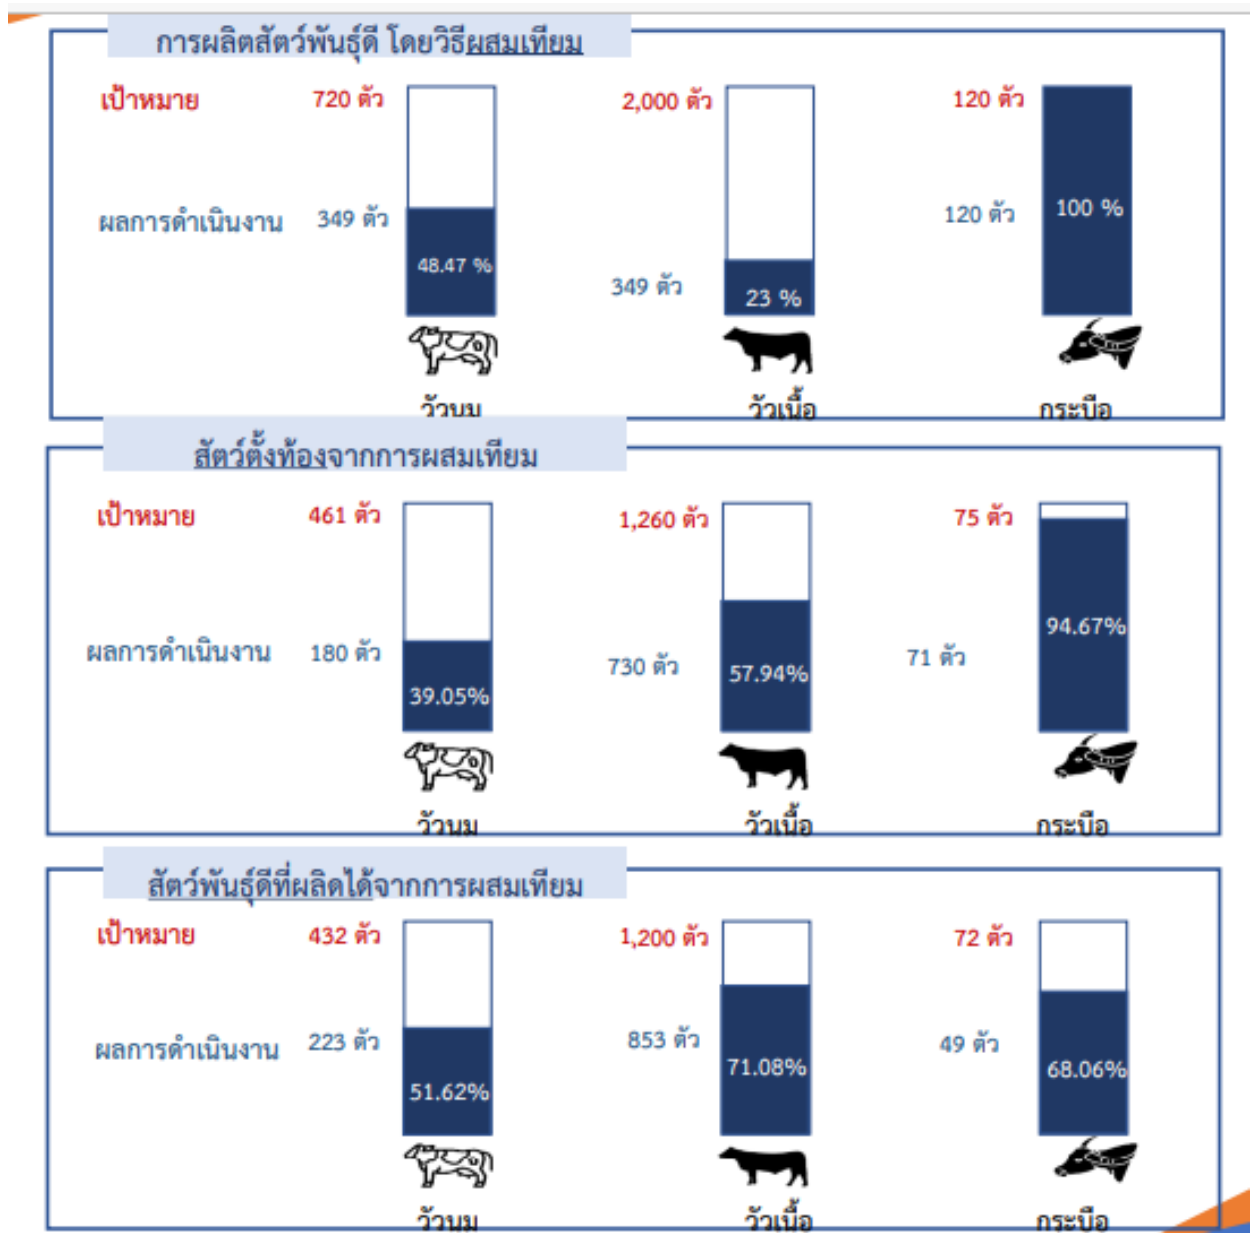 การผลิตสัตว์พันธุ์ดี โดยวิธีผสมเทียม
เป้าหมาย 720 ตัว 2,000 ตัว 120 ตัว
ผลการดำเนินงาน 349 ตัว 349 ตัว 120 ตัว
48.47 % 23 % 100 %
วัวนม วัวเนื้อ กระบือ
สัตว์ตั้งท้องจากการผสมเทียม
เป้าหมาย 461 ตัว 1,260 ตัว 75 ตัว
ผลการดำเนินงาน 180 ตัว 730 ตัว 71 ตัว
39.05% 57.94% 94.67%
วัวนม วัวเนื้อ กระบือ
สัตว์พันธุ์ดีที่ผลิตได้จากการผสมเทียม
เป้าหมาย 432 ตัว 1,200 ตัว 72 ตัว
ผลการดำเนินงาน 223 ตัว 853 ตัว 49 ตัว
51.62% 71.08% 68.06%
วัวนม วัวเนื้อ กระบือ